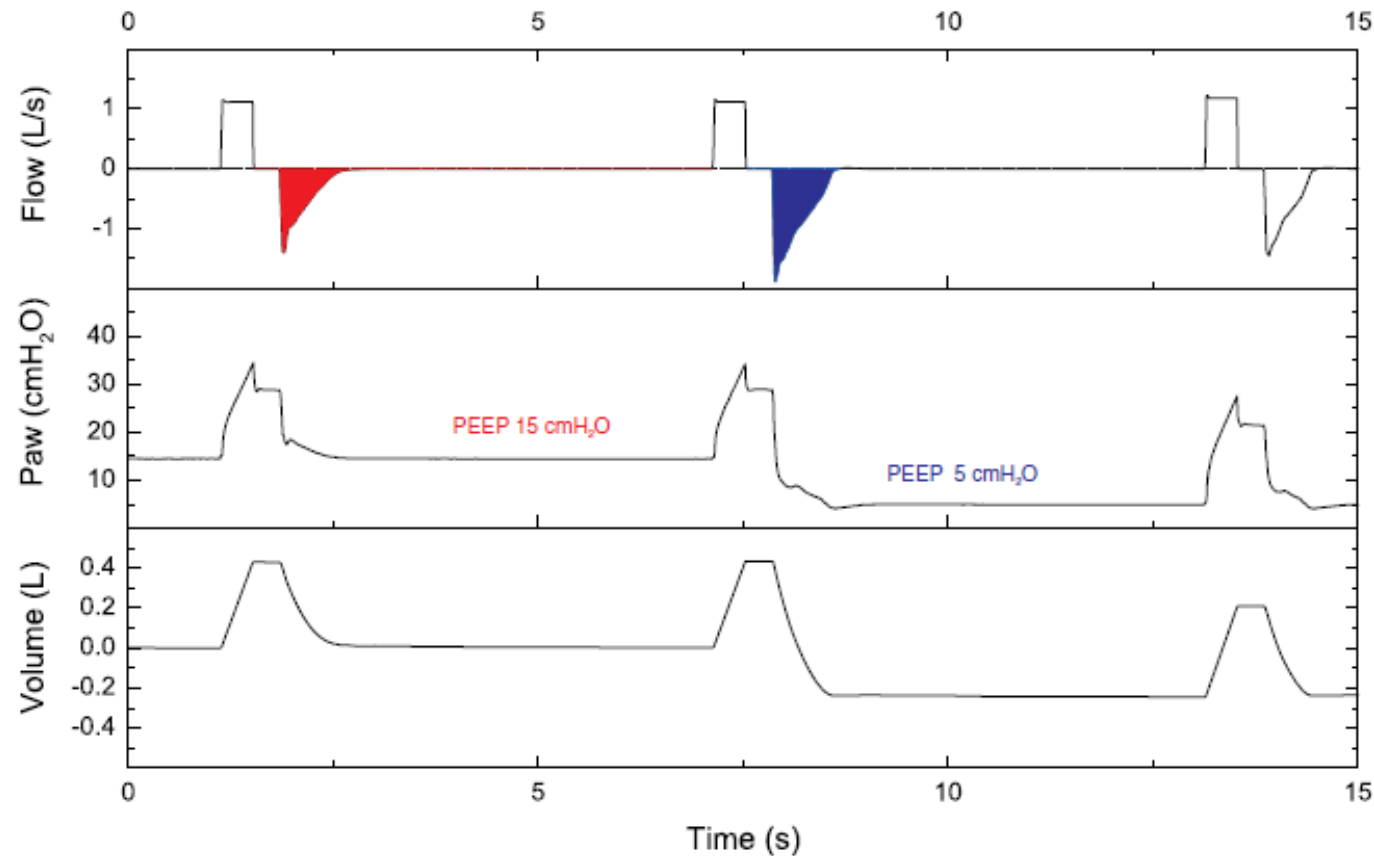 0 5 10 15
Flow (L/s)
1
0
-1
Paw (cmH₂O)
40
30
20
10
PEEP 15 cmH₂O
PEEP 5 cmH₂O
Volume (L)
0.4
0.2
0.0
-0.2
-0.4
0 5 10 15
Time (s)